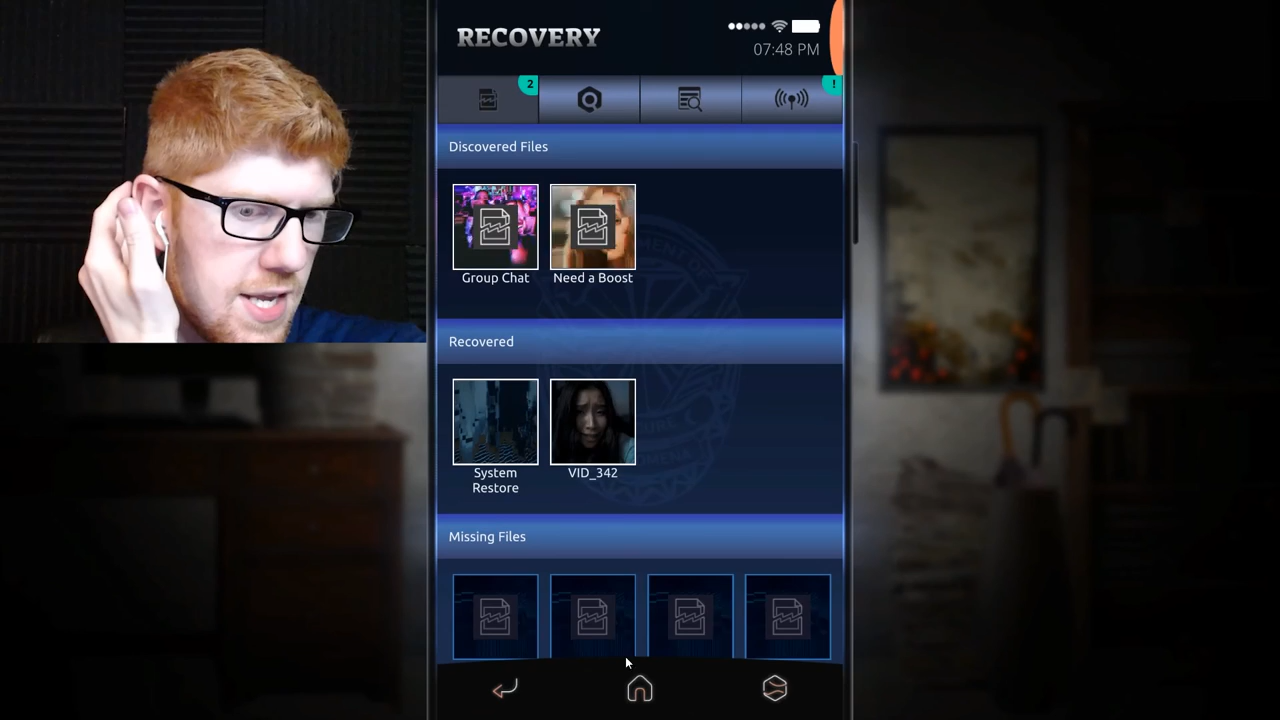 RECOVERY
07:48 PM
2
!
Discovered Files
Group Chat
Need a Boost
Recovered
System
Restore
VID_342
Missing Files